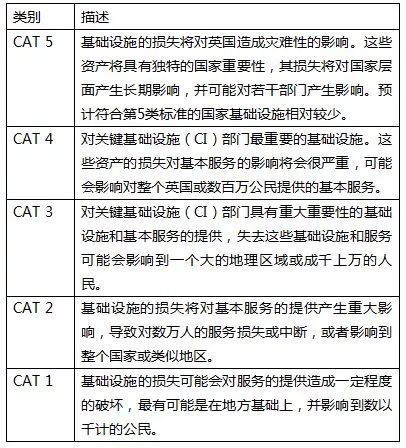 类别 描述
CAT 5 基础设施的损失将对英国造成灾难性的影响。这些
资产将具有独特的国家重要性，其损失将对国家层
面产生长期影响，并可能对若干部门产生影响。预
计符合第5类标准的国家基础设施相对较少。
CAT 4 对关键基础设施（CI）部门最重要的基础设施。这
些资产的损失对基本服务的影响将会很严重，可能
会影响对整个英国或数百万公民提供的基本服务。
CAT 3 对关键基础设施（CI）部门具有重大重要性的基础
设施和基本服务的提供，失去这些基础设施和服务
可能会影响到一个大的地理区域或成千上万的人
民。
CAT 2 基础设施的损失将对基本服务的提供产生重大影
响，导致对数万人的服务损失或中断，或者影响到
整个国家或类似地区。
CAT 1 基础设施的损失可能会对服务的提供造成一定程度
的破坏，最有可能是在地方基础上，并影响到数以
千计的公民。